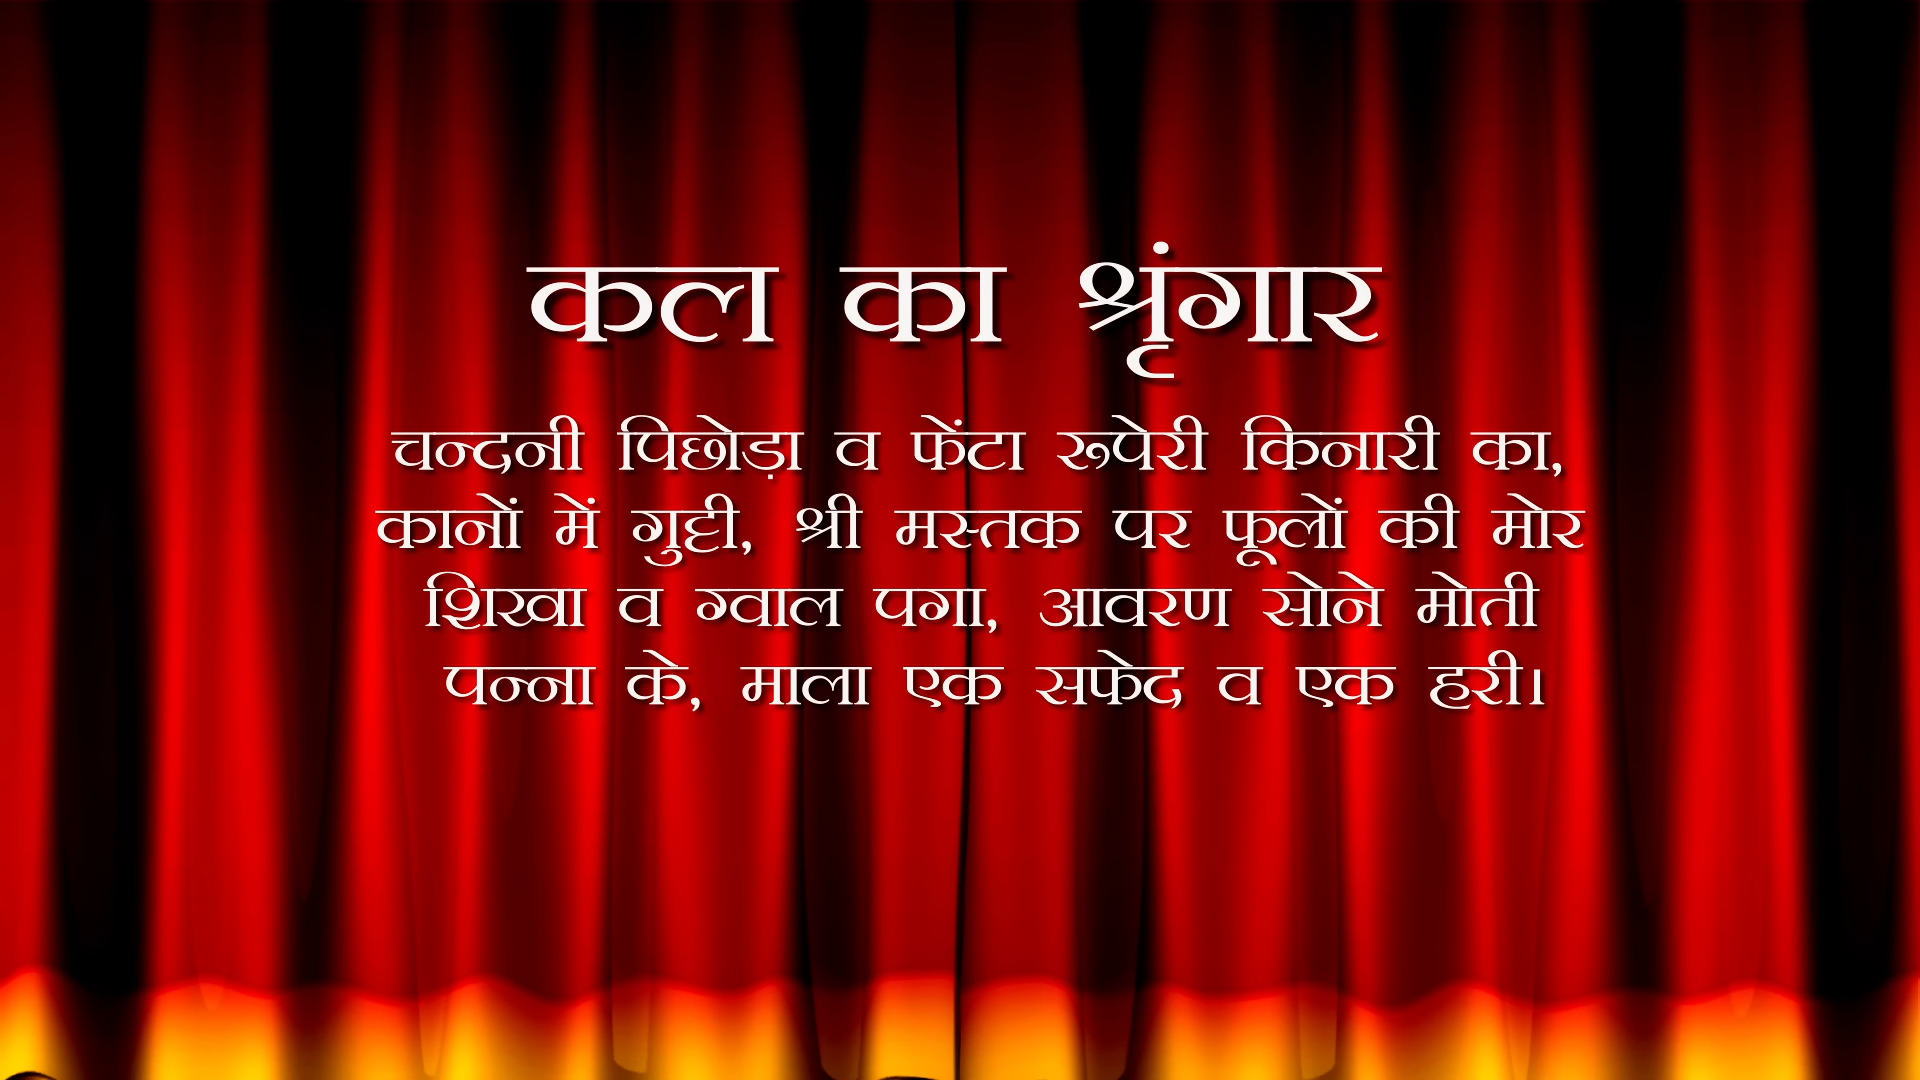 कल का श्रृंगार
चन्दनी पिछोड़ा व फेंटा रूपेरी किनारी का,
कानों में गुट्टी, श्री मस्तक पर फूलों की मोर
शिखा व ग्वाल पगा, आवरण सोने मोती
पन्ना के, माला एक सफेद व एक हरी।